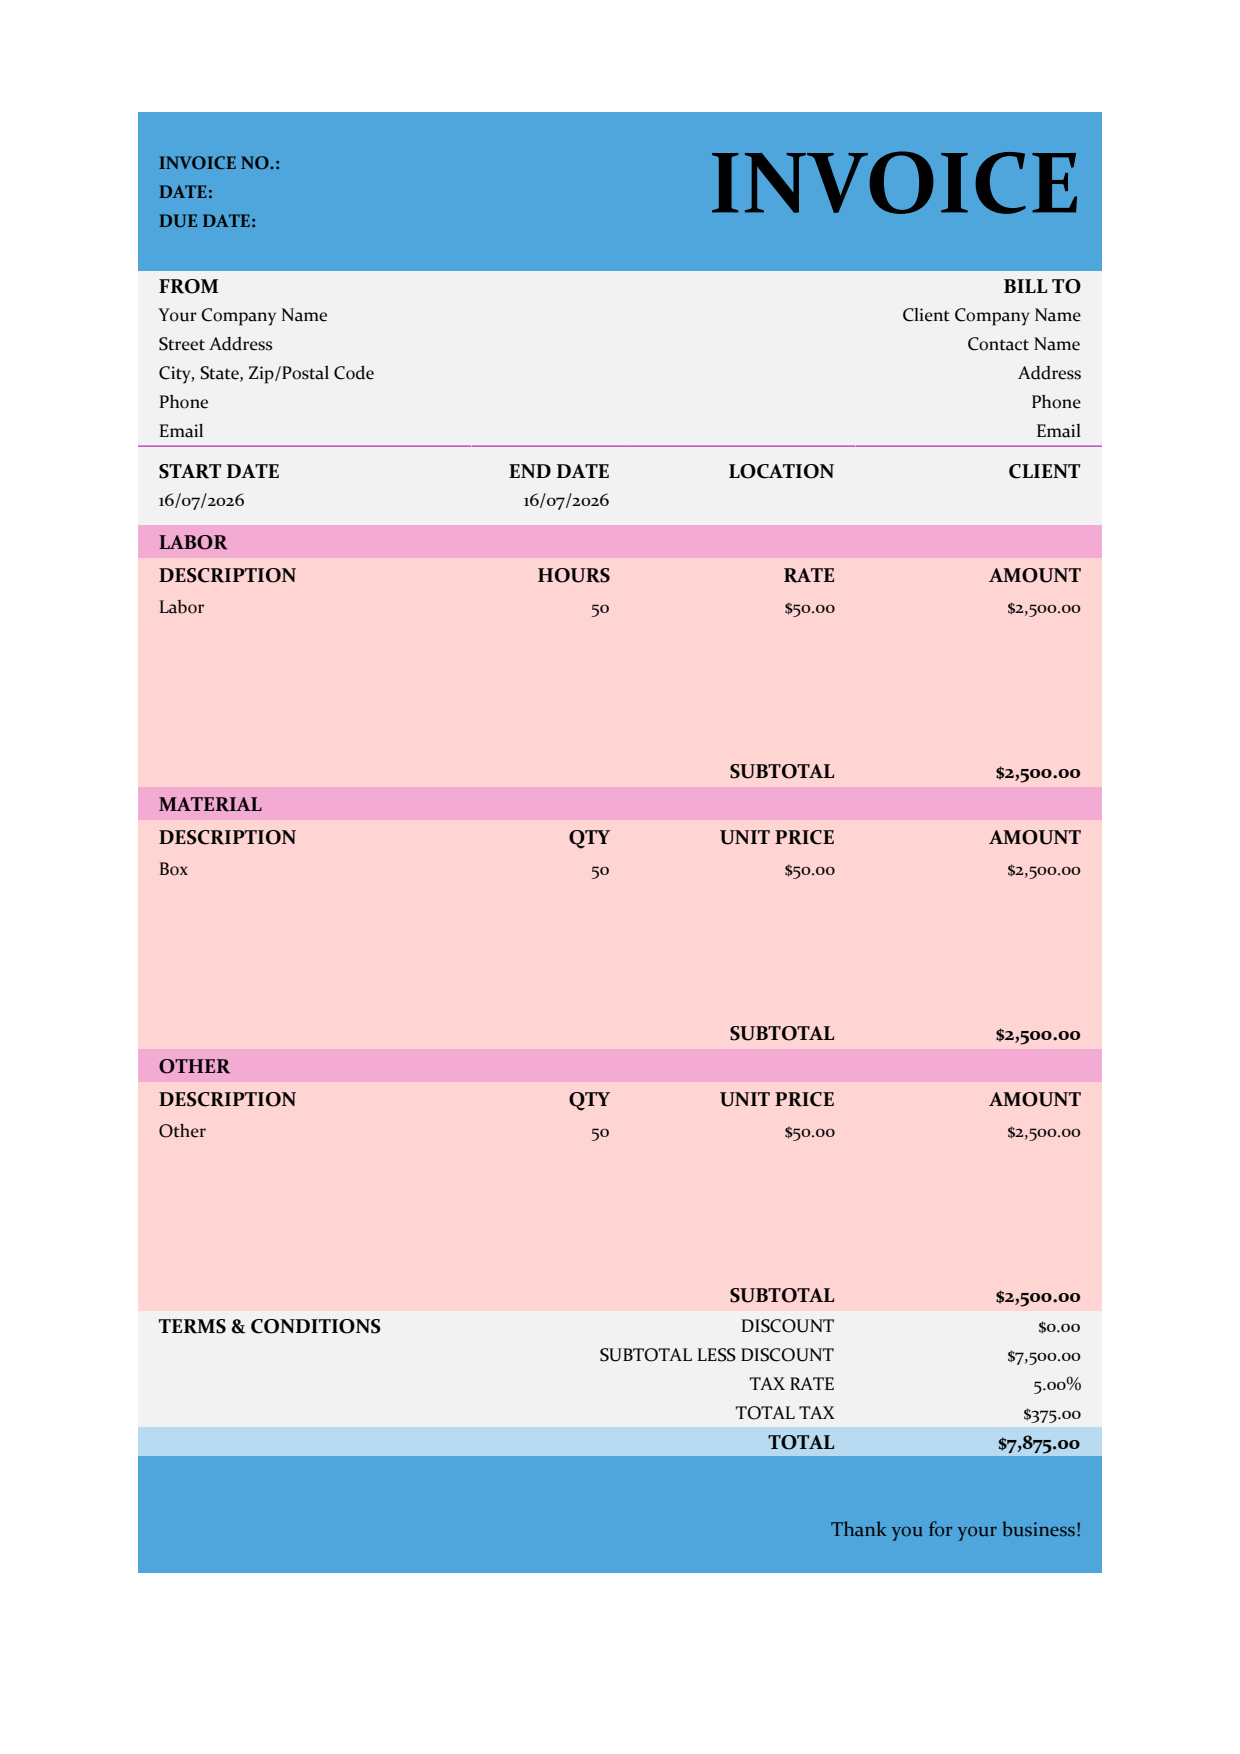 INVOICE NO.:
DATE:
DUE DATE:
INVOICE
FROM BILL TO
Your Company Name Client Company Name
Street Address Contact Name
City, State, Zip/Postal Code Address
Phone Phone
Email Email
START DATE END DATE LOCATION CLIENT
16/07/2026 16/07/2026
LABOR
DESCRIPTION HOURS RATE AMOUNT
Labor 50 $50.00 $2,500.00
SUBTOTAL $2,500.00
MATERIAL
DESCRIPTION QTY UNIT PRICE AMOUNT
Box 50 $50.00 $2,500.00
SUBTOTAL $2,500.00
OTHER
DESCRIPTION QTY UNIT PRICE AMOUNT
Other 50 $50.00 $2,500.00
SUBTOTAL $2,500.00
TERMS & CONDITIONS DISCOUNT $0.00
SUBTOTAL LESS DISCOUNT $7,500.00
TAX RATE 5.00%
TOTAL TAX $375.00
TOTAL $7,875.00
Thank you for your business!